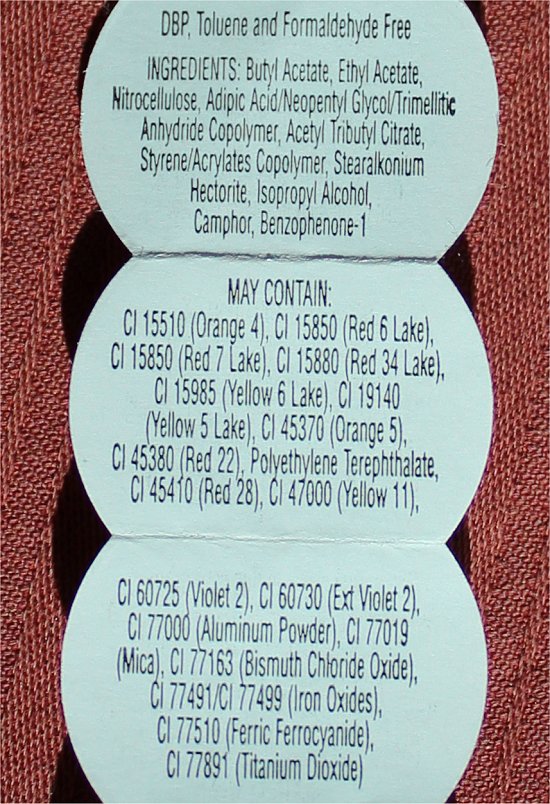 DBP, Toluene and Formaldehyde Free
INGREDIENTS: Butyl Acetate, Ethyl Acetate,
Nitrocellulose, Adipic Acid/Neopentyl Glycol/Trimellitic
Anhydride Copolymer, Acetyl Tributyl Citrate,
Styrene/Acrylates Copolymer, Stearalkonium
Hectorite, Isopropyl Alcohol,
Camphor, Benzophenone-1
MAY CONTAIN:
CI 15510 (Orange 4), CI 15850 (Red 6 Lake),
CI 15850 (Red 7 Lake), CI 15880 (Red 34 Lake),
CI 15985 (Yellow 6 Lake), CI 19140
(Yellow 5 Lake), CI 45370 (Orange 5),
CI 45380 (Red 22), Polyethylene Terephthalate,
CI 45410 (Red 28), CI 47000 (Yellow 11),
CI 60725 (Violet 2), CI 60730 (Ext Violet 2),
CI 77000 (Aluminum Powder), CI 77019
(Mica), CI 77163 (Bismuth Chloride Oxide),
CI 77491/CI 77499 (Iron Oxides),
CI 77510 (Ferric Ferrocyanide),
CI 77891 (Titanium Dioxide)